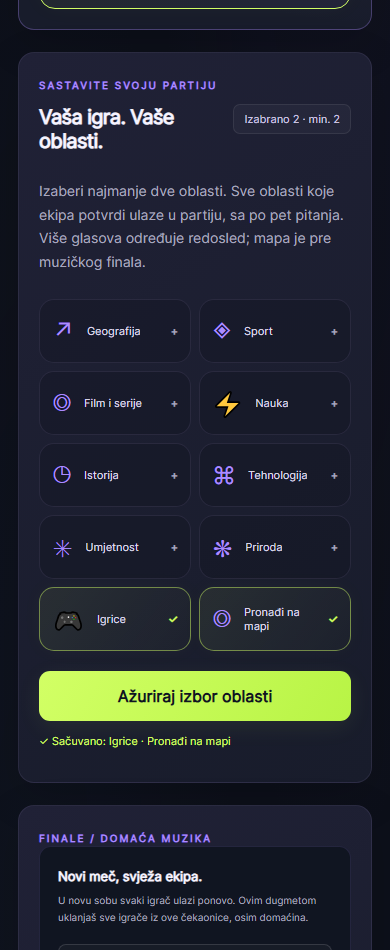 SASTAVITE SVOJU PARTIJU
Vaša igra. Vaše
oblasti.
Izabrano 2 · min. 2
Izaberi najmanje dve oblasti. Sve oblasti koje
ekipa potvrdi ulaze u partiju, sa po pet pitanja.
Više glasova određuje redosled; mapa je pre
muzičkog finala.
Geografija +
Sport +
Film i serije +
Nauka +
Istorija +
Tehnologija +
Umjetnost +
Priroda +
Igrice ✓
Pronađi na
mapi ✓
Ažuriraj izbor oblasti
✓ Sačuvano: Igrice · Pronađi na mapi
FINALE / DOMAĆA MUZIKA
Novi meč, svježa ekipa.
U novu sobu svaki igrač ulazi ponovo. Ovim dugmetom
uklanjaš sve igrače iz ove čekaonice, osim domaćina.